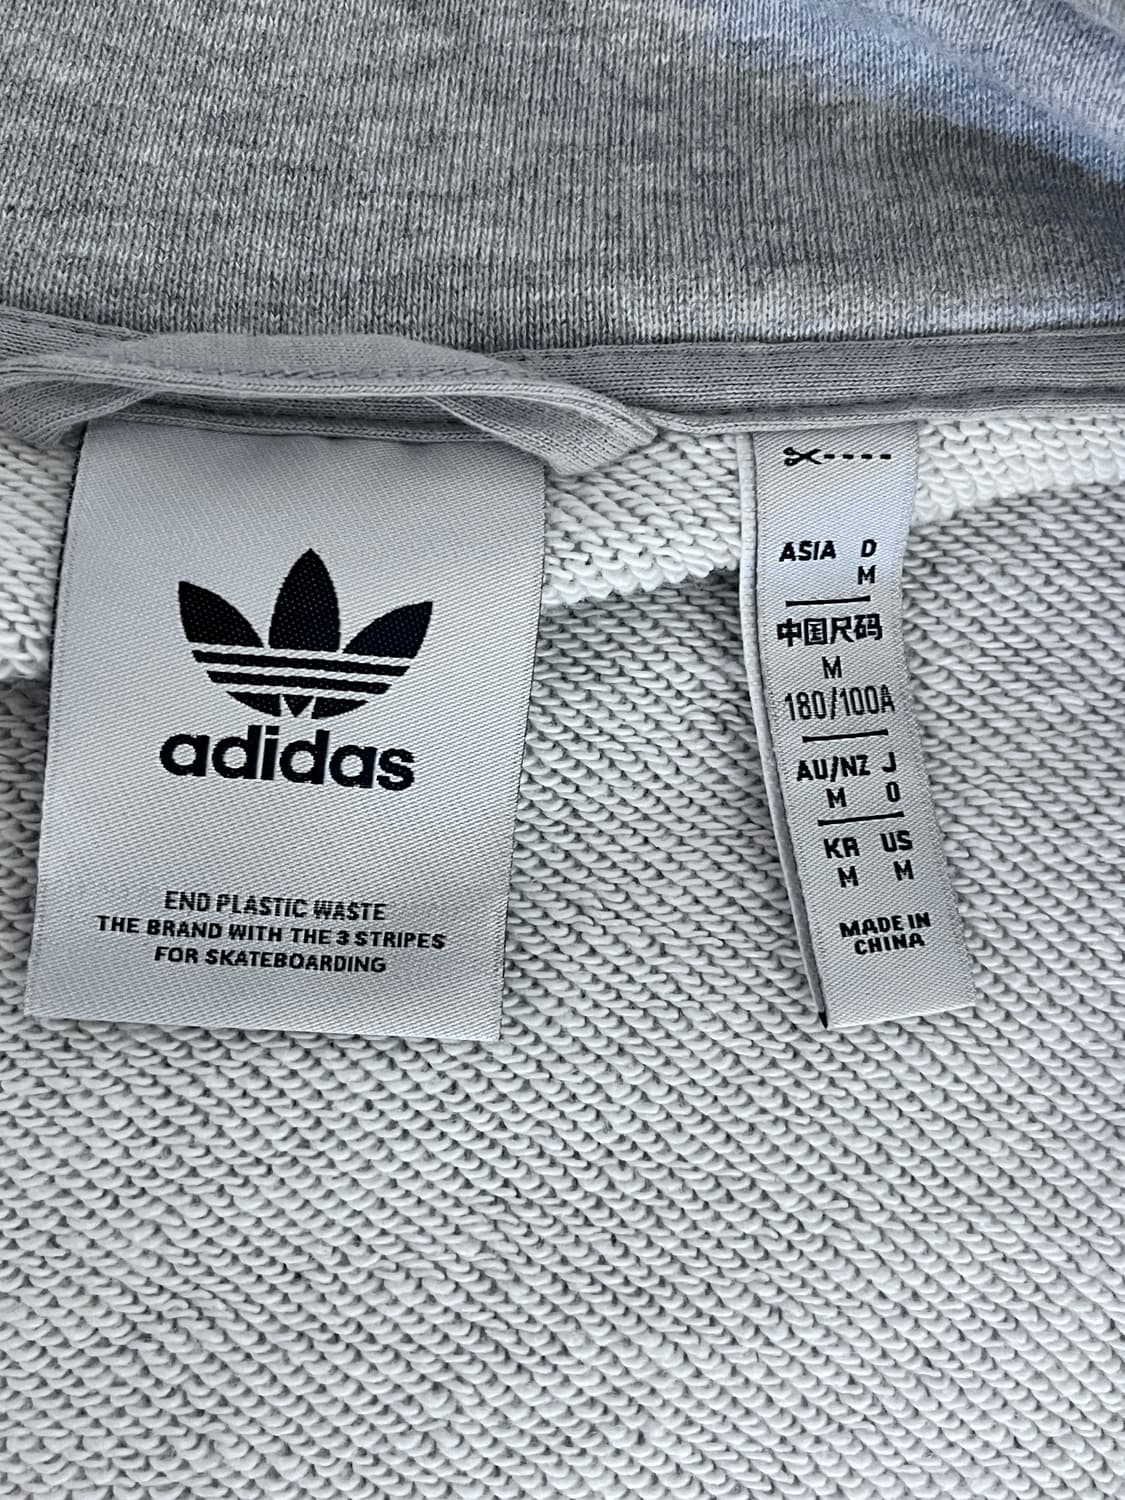 adidas
END PLASTIC WASTE
THE BRAND WITH THE 3 STRIPES
FOR SKATEBOARDING
ASIA D
M
中国尺码
M
180/100A
AU/NZ J
M O
KR US
M M
MADE IN
CHINA